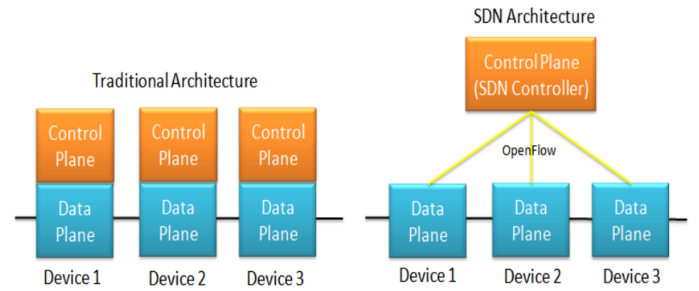 Traditional Architecture
Control
Plane
Control
Plane
Control
Plane
Data
Plane
Data
Plane
Data
Plane
Device 1
Device 2
Device 3
SDN Architecture
Control Plane
(SDN Controller)
OpenFlow
Data
Plane
Data
Plane
Data
Plane
Device 1
Device 2
Device 3